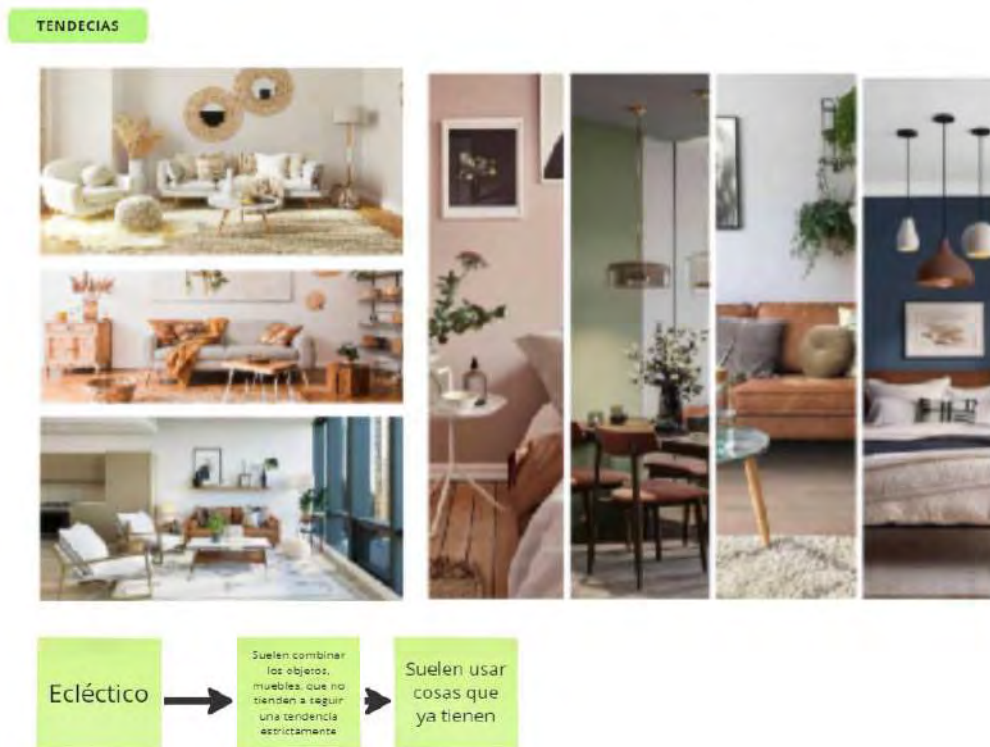 TENDECIAS
Ecléctico
Suelen combinar
los objetos,
muebles, que no
tienden a seguir
una tendencia
estrictamente
Suelen usar
cosas que
ya tienen